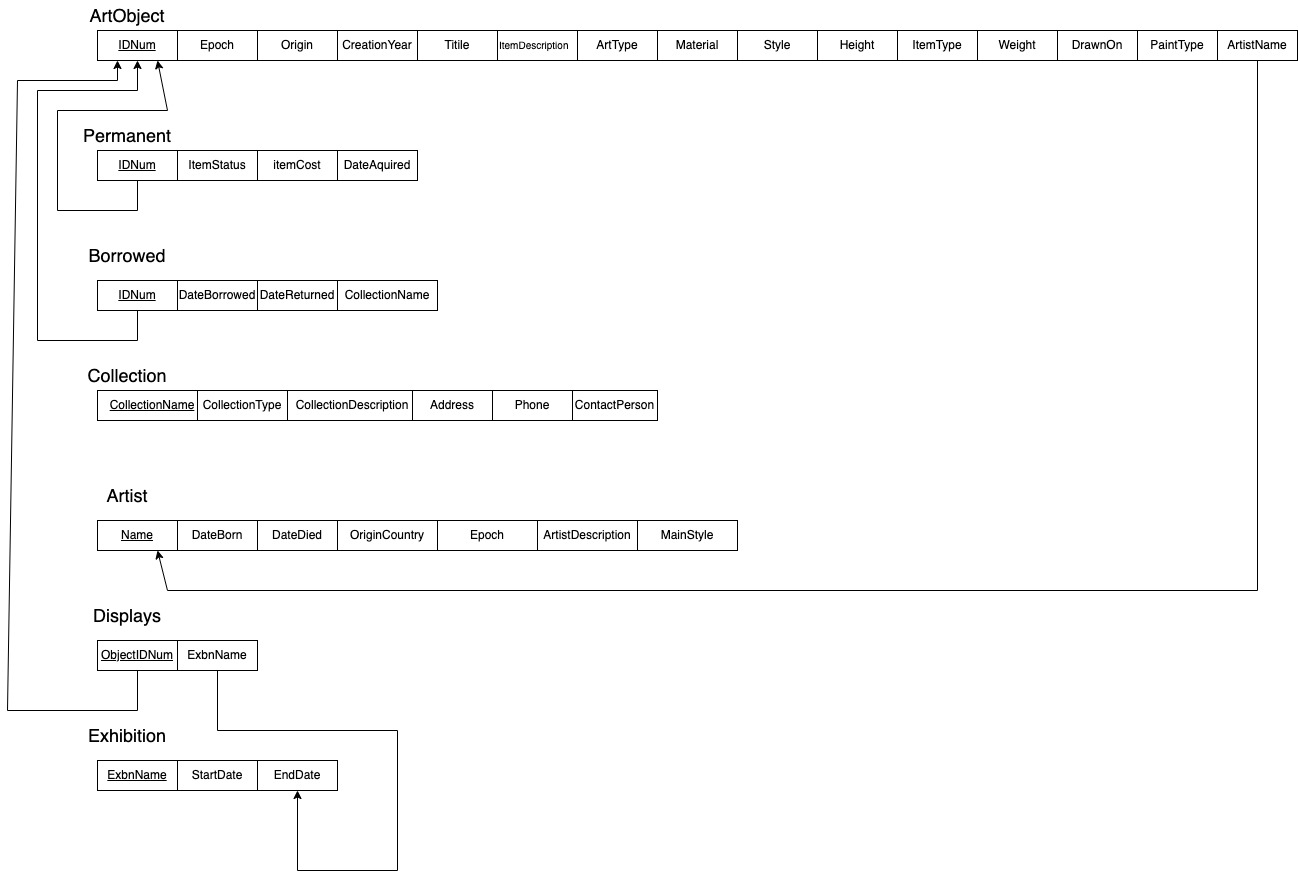 ArtObject
IDNum Epoch Origin CreationYear Titile ItemDescription ArtType Material Style Height ItemType Weight DrawnOn PaintType ArtistName
Permanent
IDNum ItemStatus itemCost DateAquired
Borrowed
IDNum DateBorrowed DateReturned CollectionName
Collection
CollectionName CollectionType CollectionDescription Address Phone ContactPerson
Artist
Name DateBorn DateDied OriginCountry Epoch ArtistDescription MainStyle
Displays
ObjectIDNum ExbnName
Exhibition
ExbnName StartDate EndDate